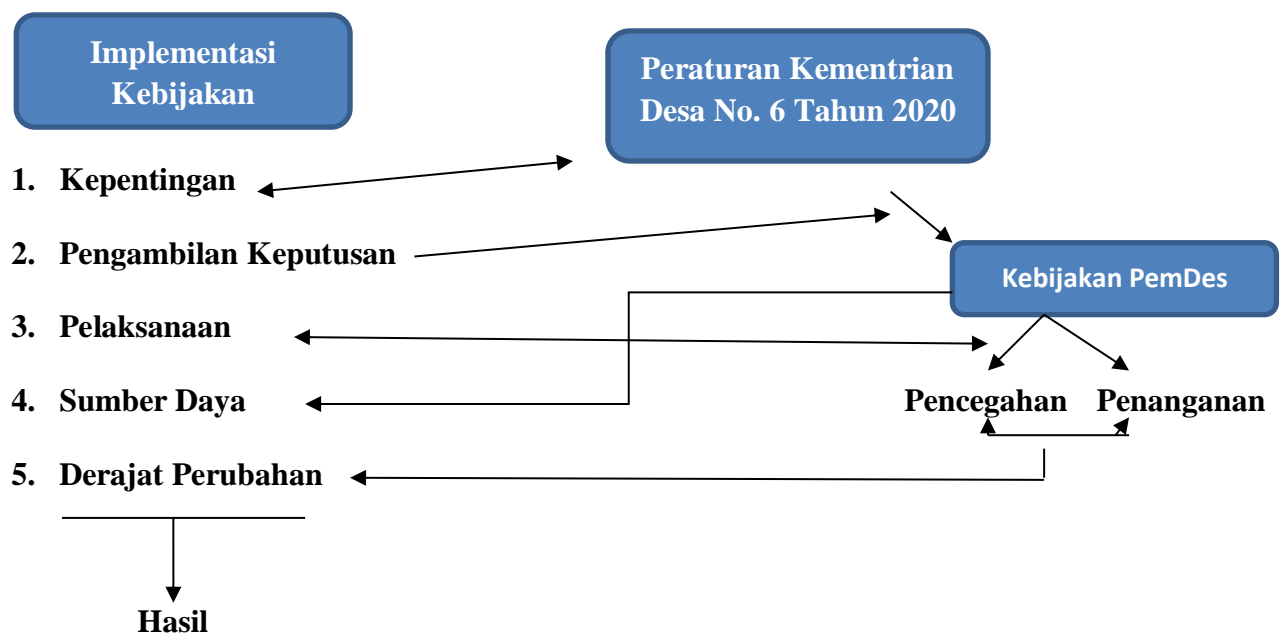 Implementasi
Kebijakan
Peraturan Kementrian
Desa No. 6 Tahun 2020
1. Kepentingan
2. Pengambilan Keputusan
Kebijakan PemDes
3. Pelaksanaan
4. Sumber Daya
Pencegahan Penanganan
5. Derajat Perubahan
Hasil